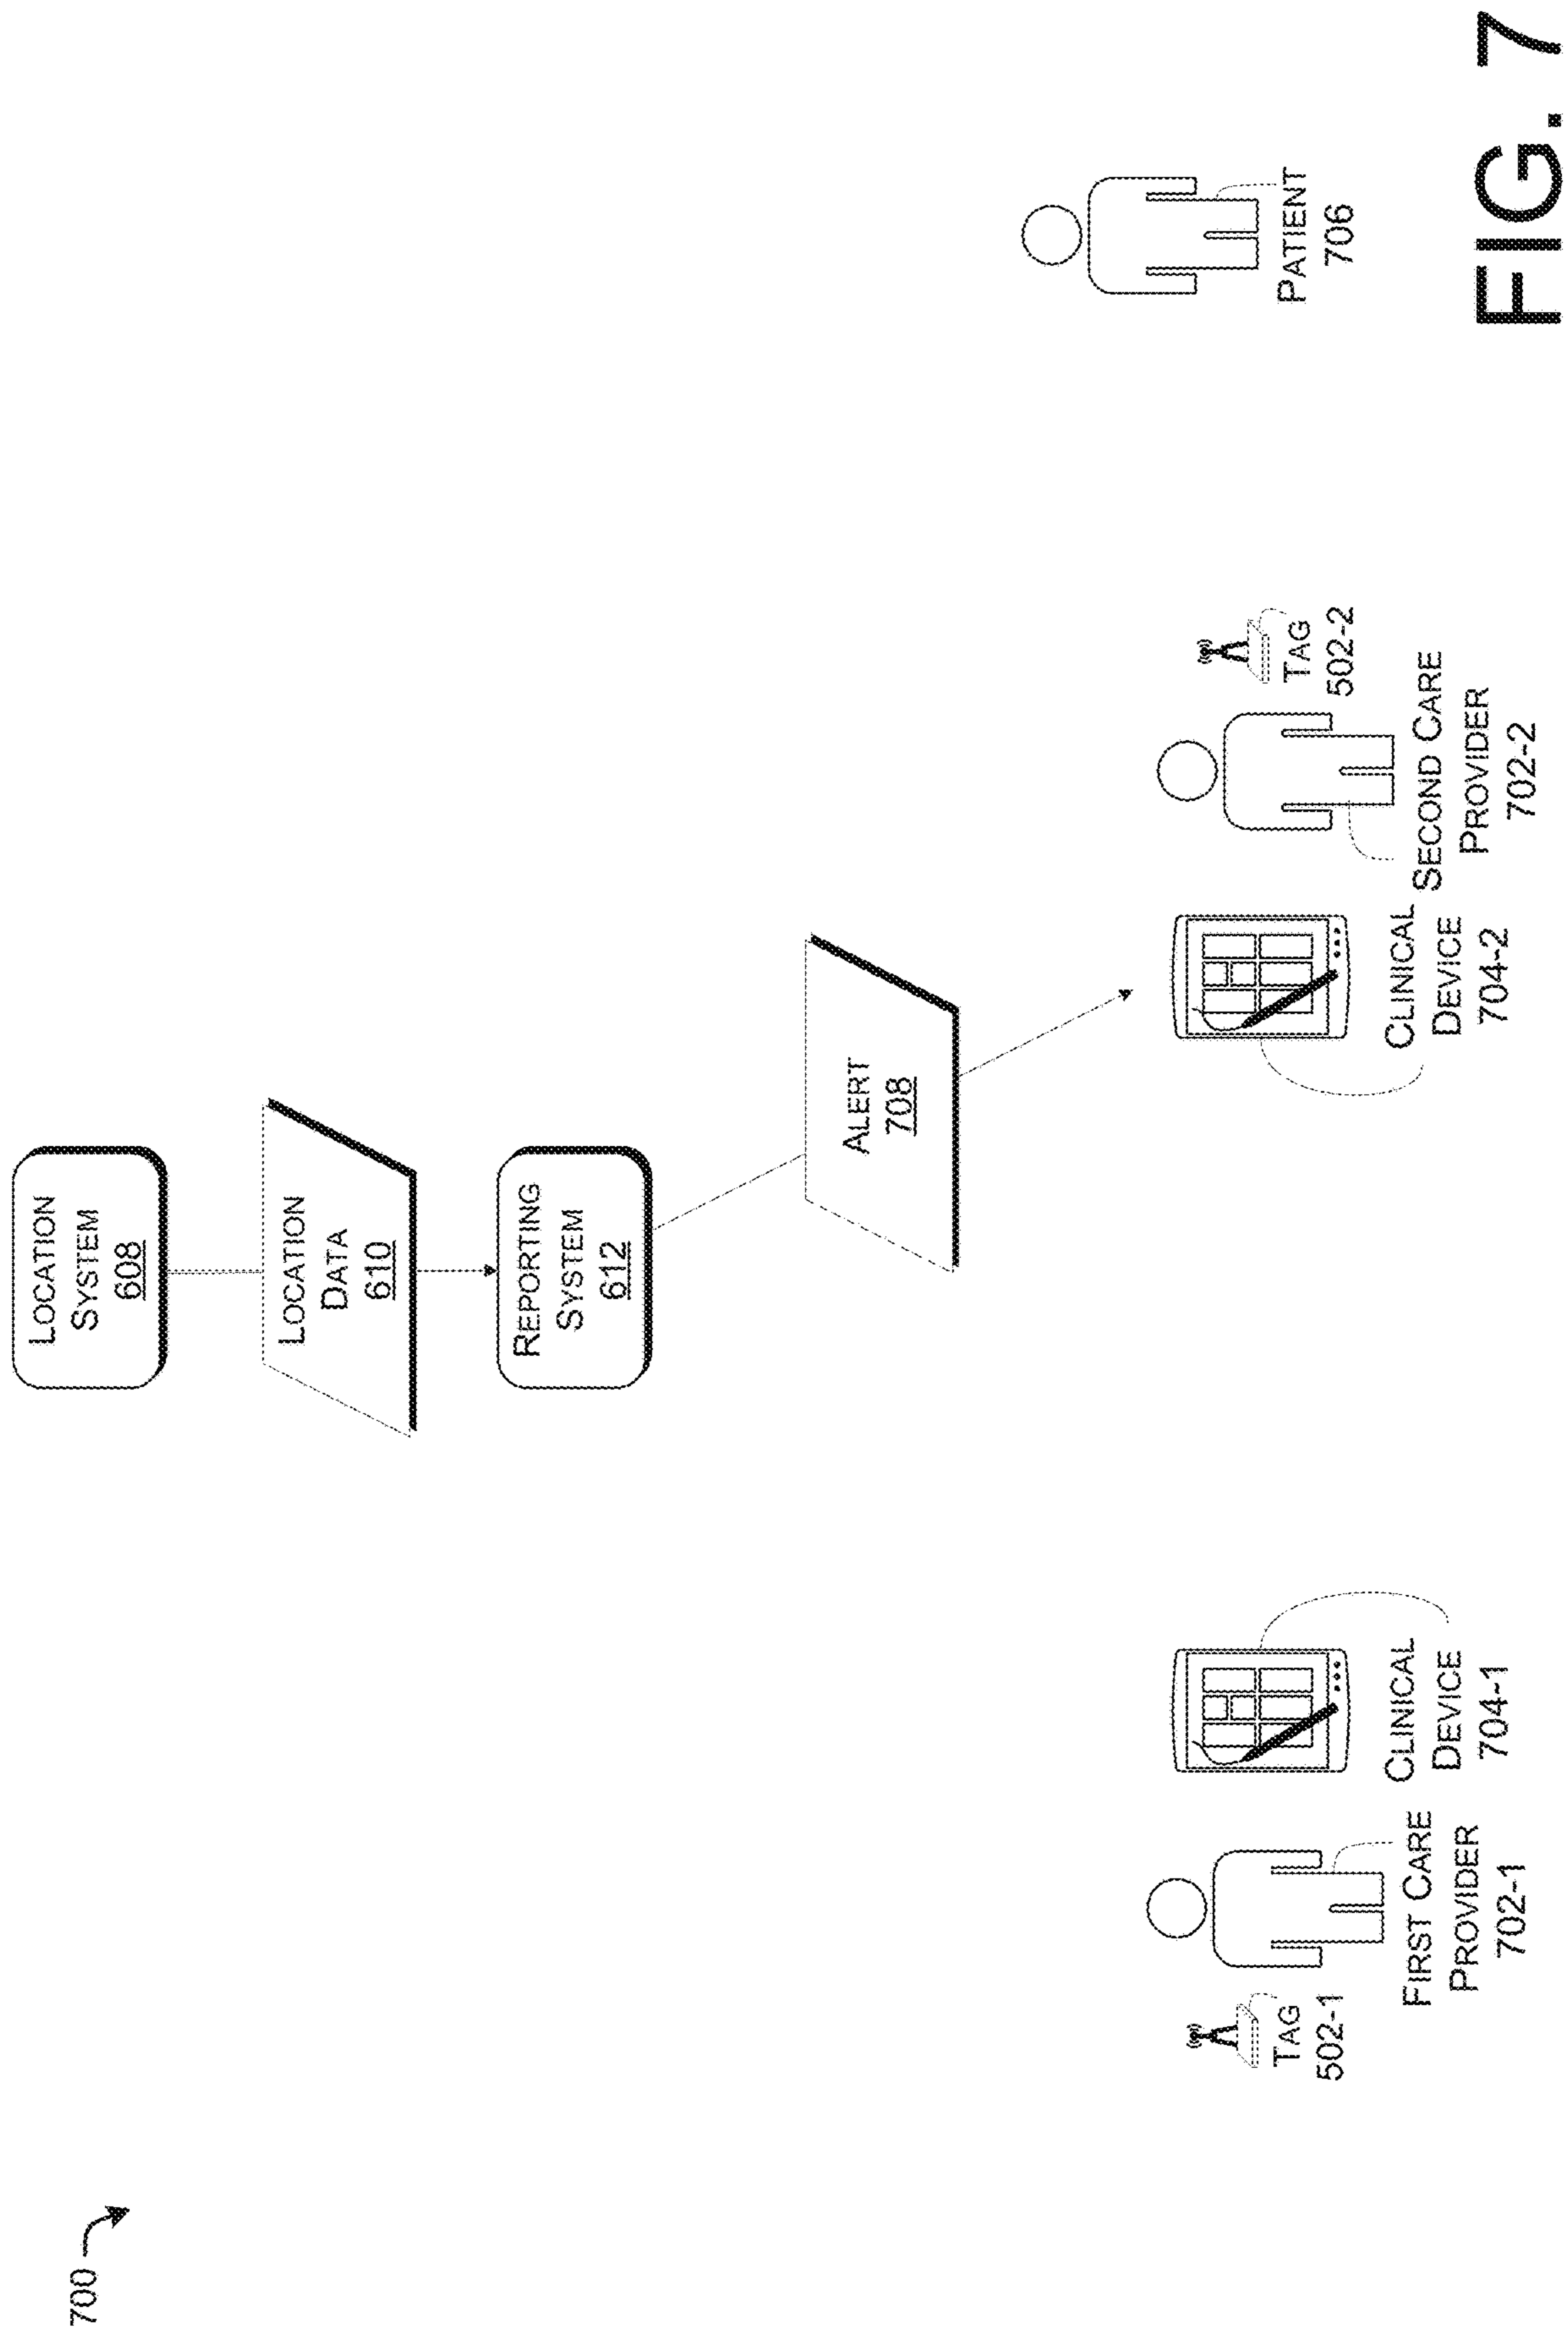 700
LOCATION
SYSTEM
608
LOCATION
DATA
610
REPORTING
SYSTEM
612
ALERT
708
TAG
502-1
FIRST CARE
PROVIDER
702-1
CLINICAL
DEVICE
704-1
CLINICAL
DEVICE
704-2
SECOND CARE
PROVIDER
702-2
TAG
502-2
PATIENT
706
FIG. 7